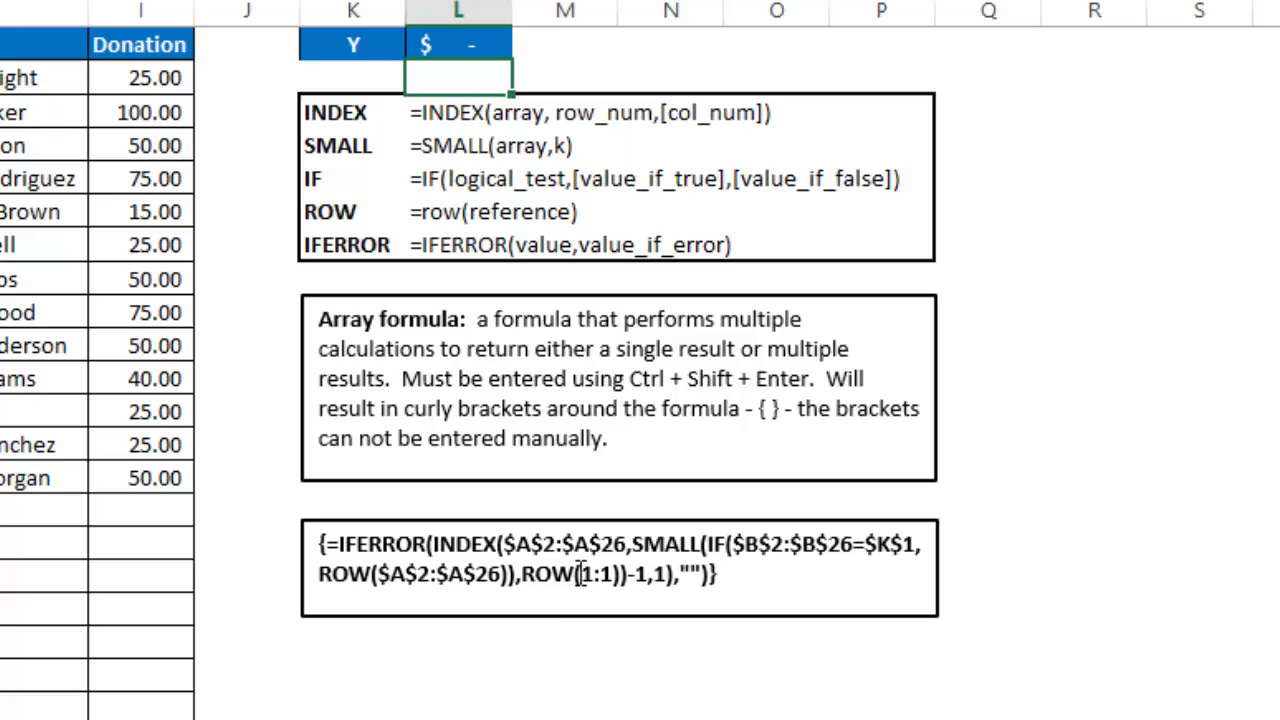 I J K L M N O P Q R S
Donation Y $ -
ight 25.00
ker 100.00
on 50.00
driguez 75.00
Brown 15.00
ell 25.00
os 50.00
ood 75.00
derson 50.00
ams 40.00
25.00
nchez 25.00
organ 50.00
INDEX =INDEX(array, row_num,[col_num])
SMALL =SMALL(array,k)
IF =IF(logical_test,[value_if_true],[value_if_false])
ROW =row(reference)
IFERROR =IFERROR(value,value_if_error)
Array formula: a formula that performs multiple
calculations to return either a single result or multiple
results. Must be entered using Ctrl + Shift + Enter. Will
result in curly brackets around the formula - { } - the brackets
can not be entered manually.
{=IFERROR(INDEX($A$2:$A$26,SMALL(IF($B$2:$B$26=$K$1,
ROW($A$2:$A$26)),ROW(1:1))-1,1),"")}